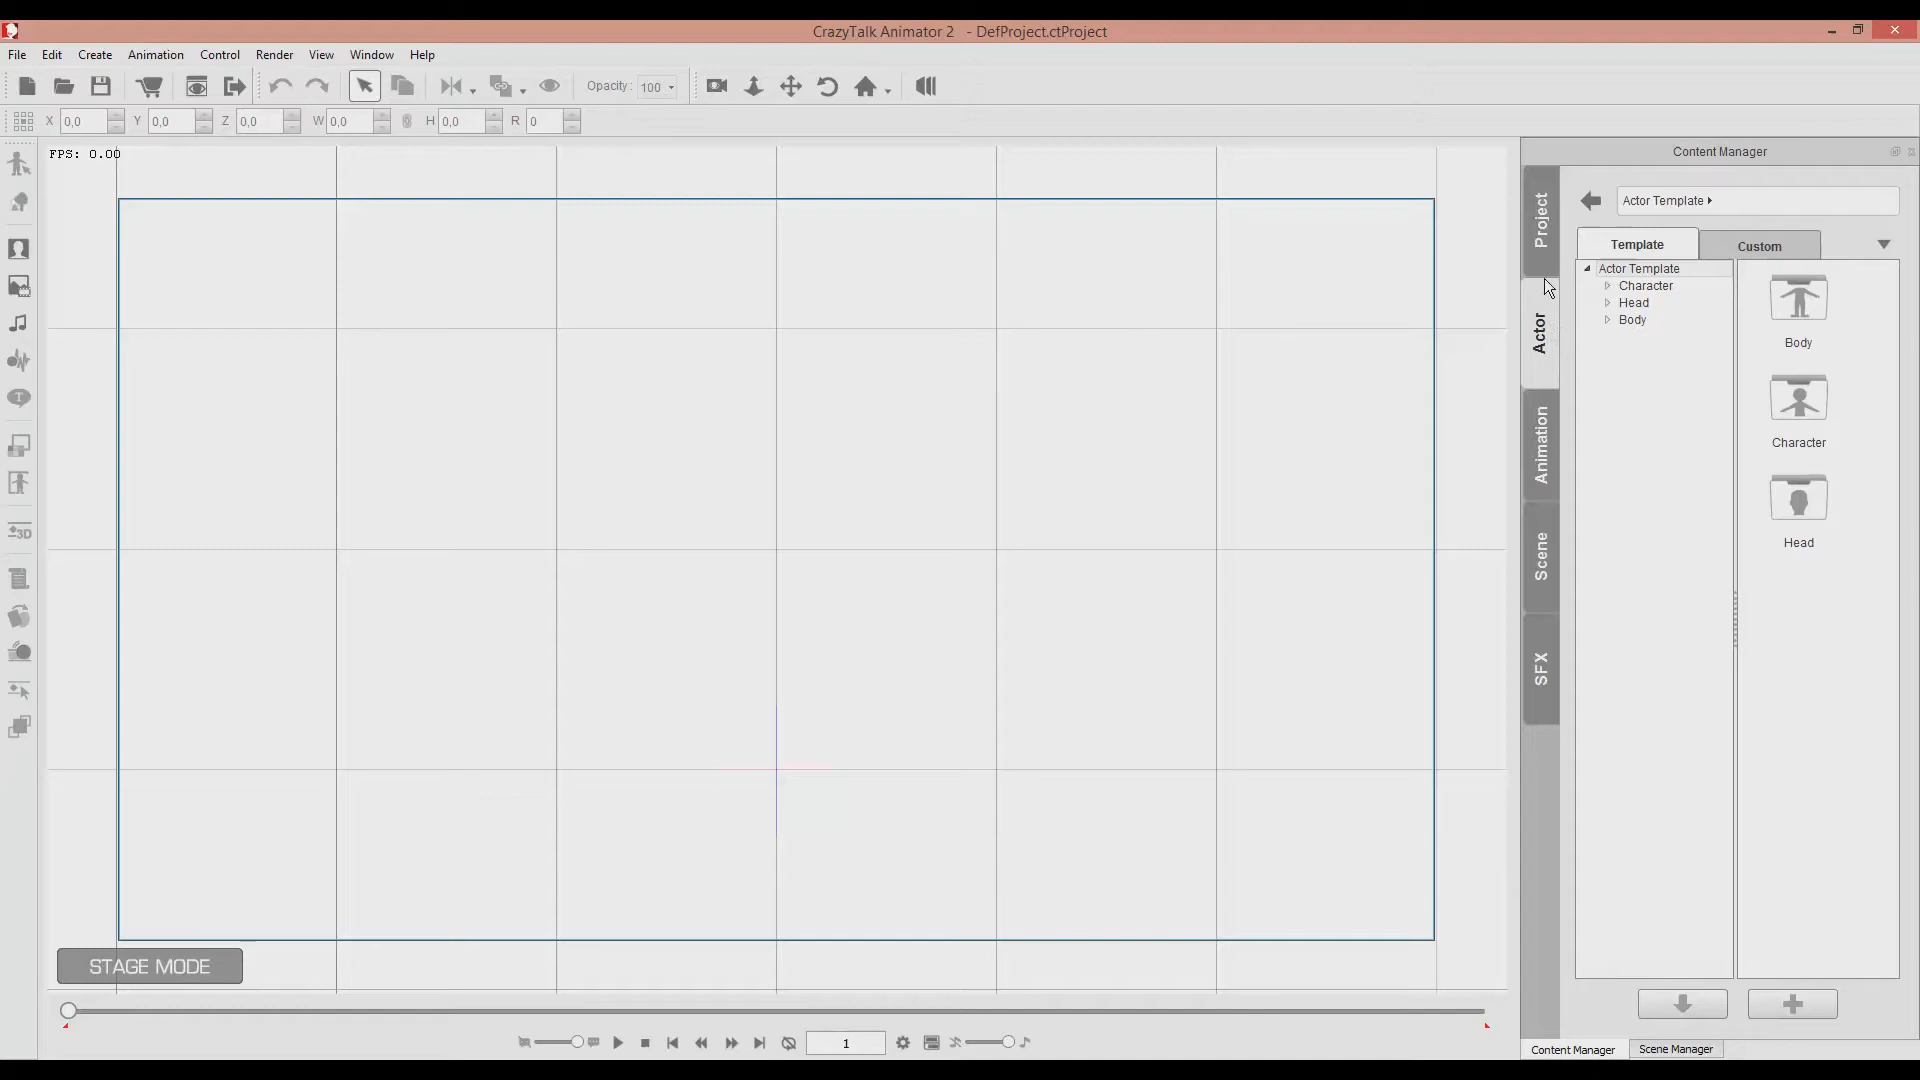 CrazyTalk Animator 2 - DefProject.ctProject
File Edit Create Animation Control Render View Window Help
Opacity: 100
X 0,0 Y 0,0 Z 0,0 W 0,0 H 0,0 R 0
FPS: 0.00
Content Manager
Project
Actor
Animation
Scene
SFX
Actor Template
Template Custom
Actor Template
Character
Head
Body
Body
Character
Head
3D
STAGE MODE
1
Content Manager Scene Manager